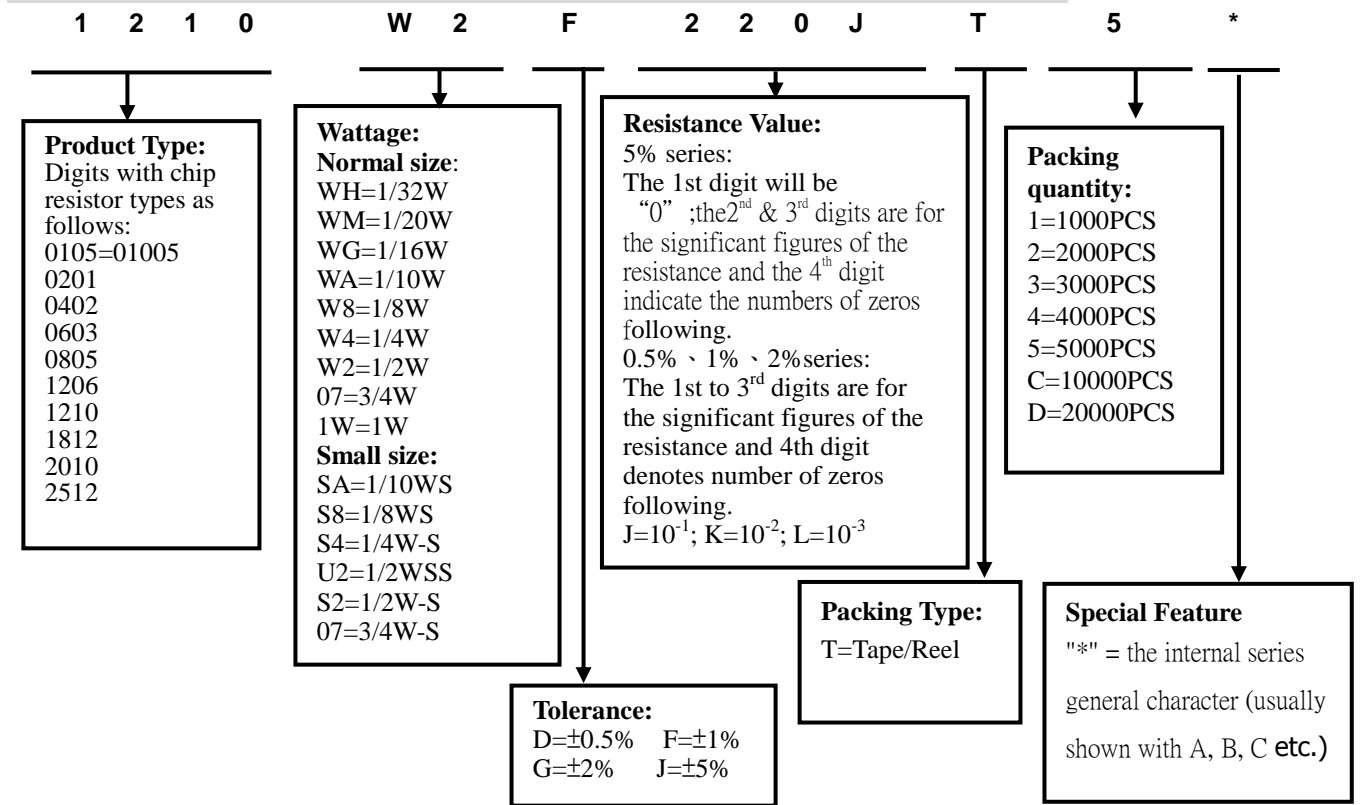 1 2 1 0 W 2 F 2 2 0 J T 5 *
Product Type:
Digits with chip
resistor types as
follows:
0105=01005
0201
0402
0603
0805
1206
1210
1812
2010
2512
Wattage:
Normal size:
WH=1/32W
WM=1/20W
WG=1/16W
WA=1/10W
W8=1/8W
W4=1/4W
W2=1/2W
07=3/4W
1W=1W
Small size:
SA=1/10WS
S8=1/8WS
S4=1/4W-S
U2=1/2WSS
S2=1/2W-S
07=3/4W-S
Tolerance:
D=±0.5% F=±1%
G=±2% J=±5%
Resistance Value:
5% series:
The 1st digit will be
“0” ;the2nd & 3rd digits are for
the significant figures of the
resistance and the 4th digit
indicate the numbers of zeros
following.
0.5%、1%、2%series:
The 1st to 3rd digits are for
the significant figures of the
resistance and 4th digit
denotes number of zeros
following.
J=10-1; K=10-2; L=10-3
Packing Type:
T=Tape/Reel
Packing
quantity:
1=1000PCS
2=2000PCS
3=3000PCS
4=4000PCS
5=5000PCS
C=10000PCS
D=20000PCS
Special Feature
"*" = the internal series
general character (usually
shown with A, B, C etc.)